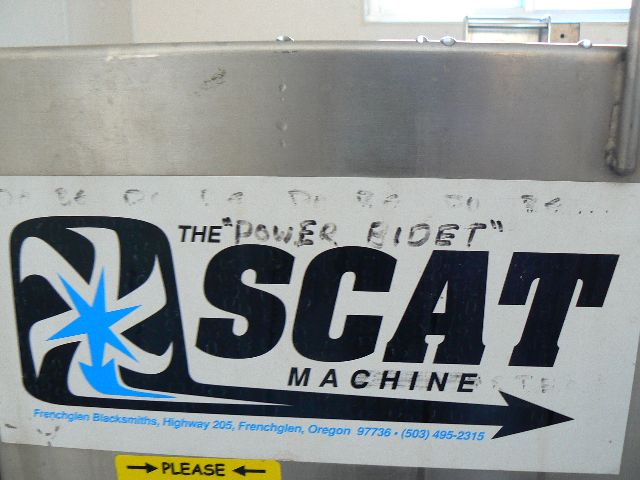 THE "POWER BIDET"
SCAT
MACHINE
Frenchglen Blacksmiths, Highway 205, Frenchglen, Oregon 97736 • (503) 495-2315
→ PLEASE ←